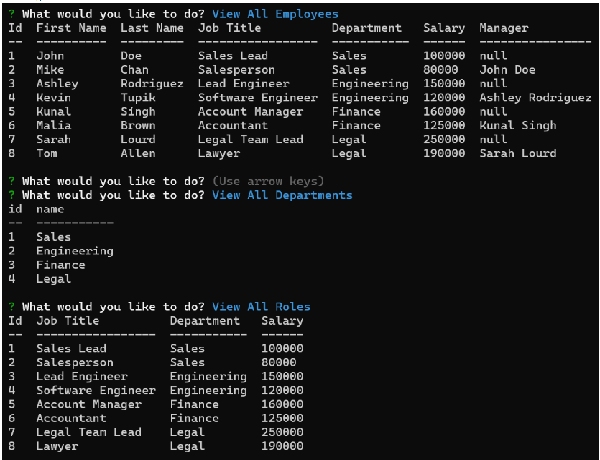 ? What would you like to do? View All Employees
Id  First Name  Last Name  Job Title          Department   Salary  Manager
--  ----------  ---------  -----------------  -----------  ------  ----------------
1   John        Doe        Sales Lead         Sales        100000  null
2   Mike        Chan       Salesperson        Sales        80000   John Doe
3   Ashley      Rodriguez  Lead Engineer      Engineering  150000  null
4   Kevin       Tupik      Software Engineer  Engineering  120000  Ashley Rodriguez
5   Kunal       Singh      Account Manager    Finance      160000  null
6   Malia       Brown      Accountant         Finance      125000  Kunal Singh
7   Sarah       Lourd      Legal Team Lead    Legal        250000  null
8   Tom         Allen      Lawyer             Legal        190000  Sarah Lourd
? What would you like to do? (Use arrow keys)
? What would you like to do? View All Departments
id  name
--  -----------
1   Sales
2   Engineering
3   Finance
4   Legal
? What would you like to do? View All Roles
Id  Job Title          Department   Salary
--  -----------------  -----------  ------
1   Sales Lead         Sales        100000
2   Salesperson        Sales        80000
3   Lead Engineer      Engineering  150000
4   Software Engineer  Engineering  120000
5   Account Manager    Finance      160000
6   Accountant         Finance      125000
7   Legal Team Lead    Legal        250000
8   Lawyer             Legal        190000